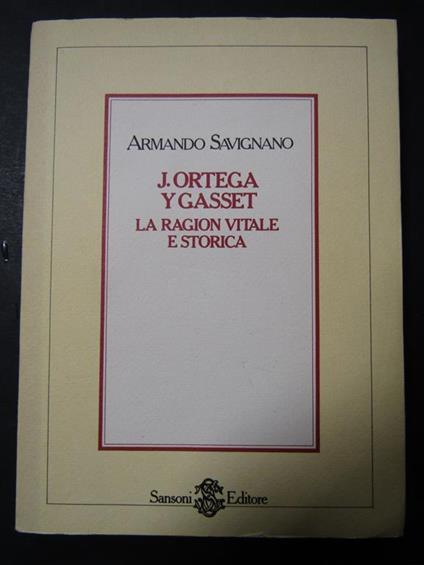 ARMANDO SAVIGNANO
J. ORTEGA
Y GASSET
LA RAGION VITALE
E STORICA
Sansoni Editore